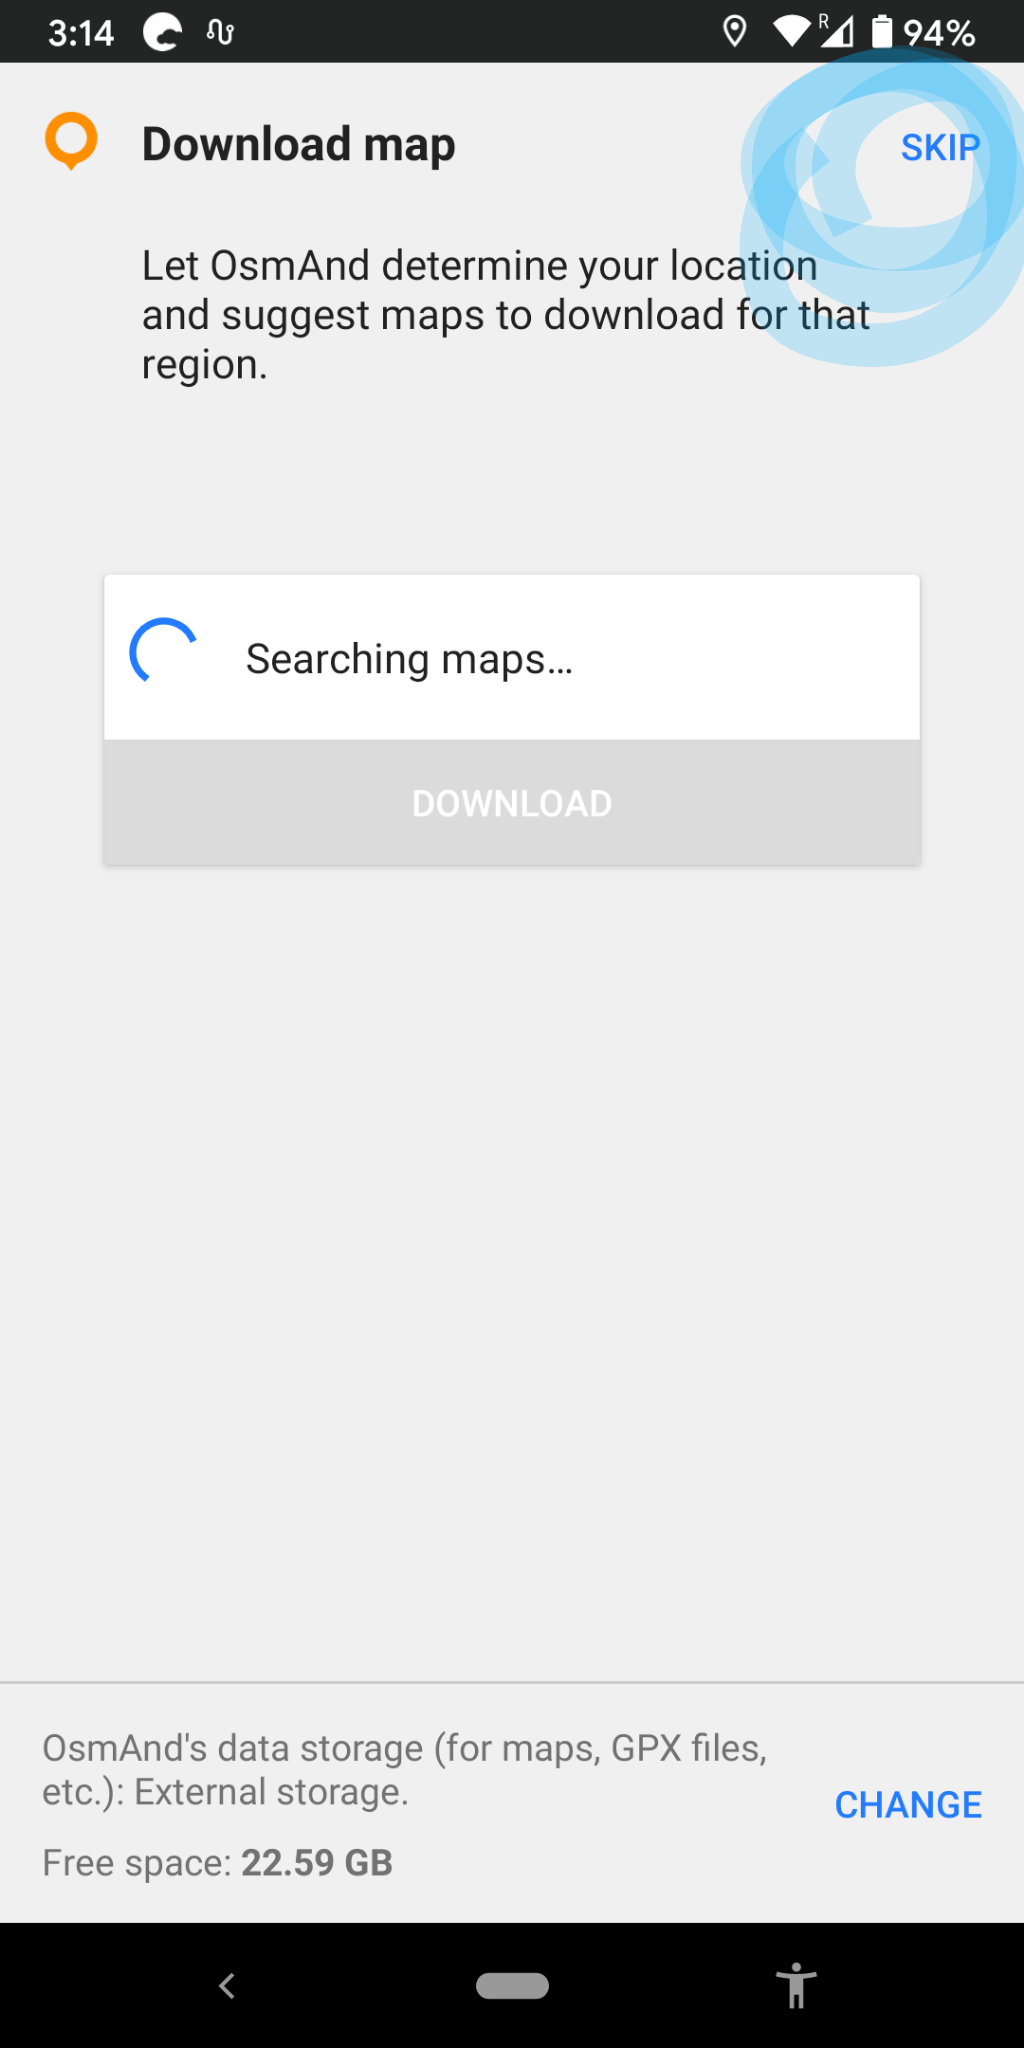 3:14
R
94%
Download map
SKIP
Let OsmAnd determine your location
and suggest maps to download for that
region.
Searching maps…
DOWNLOAD
OsmAnd's data storage (for maps, GPX files,
etc.): External storage.
CHANGE
Free space: 22.59 GB